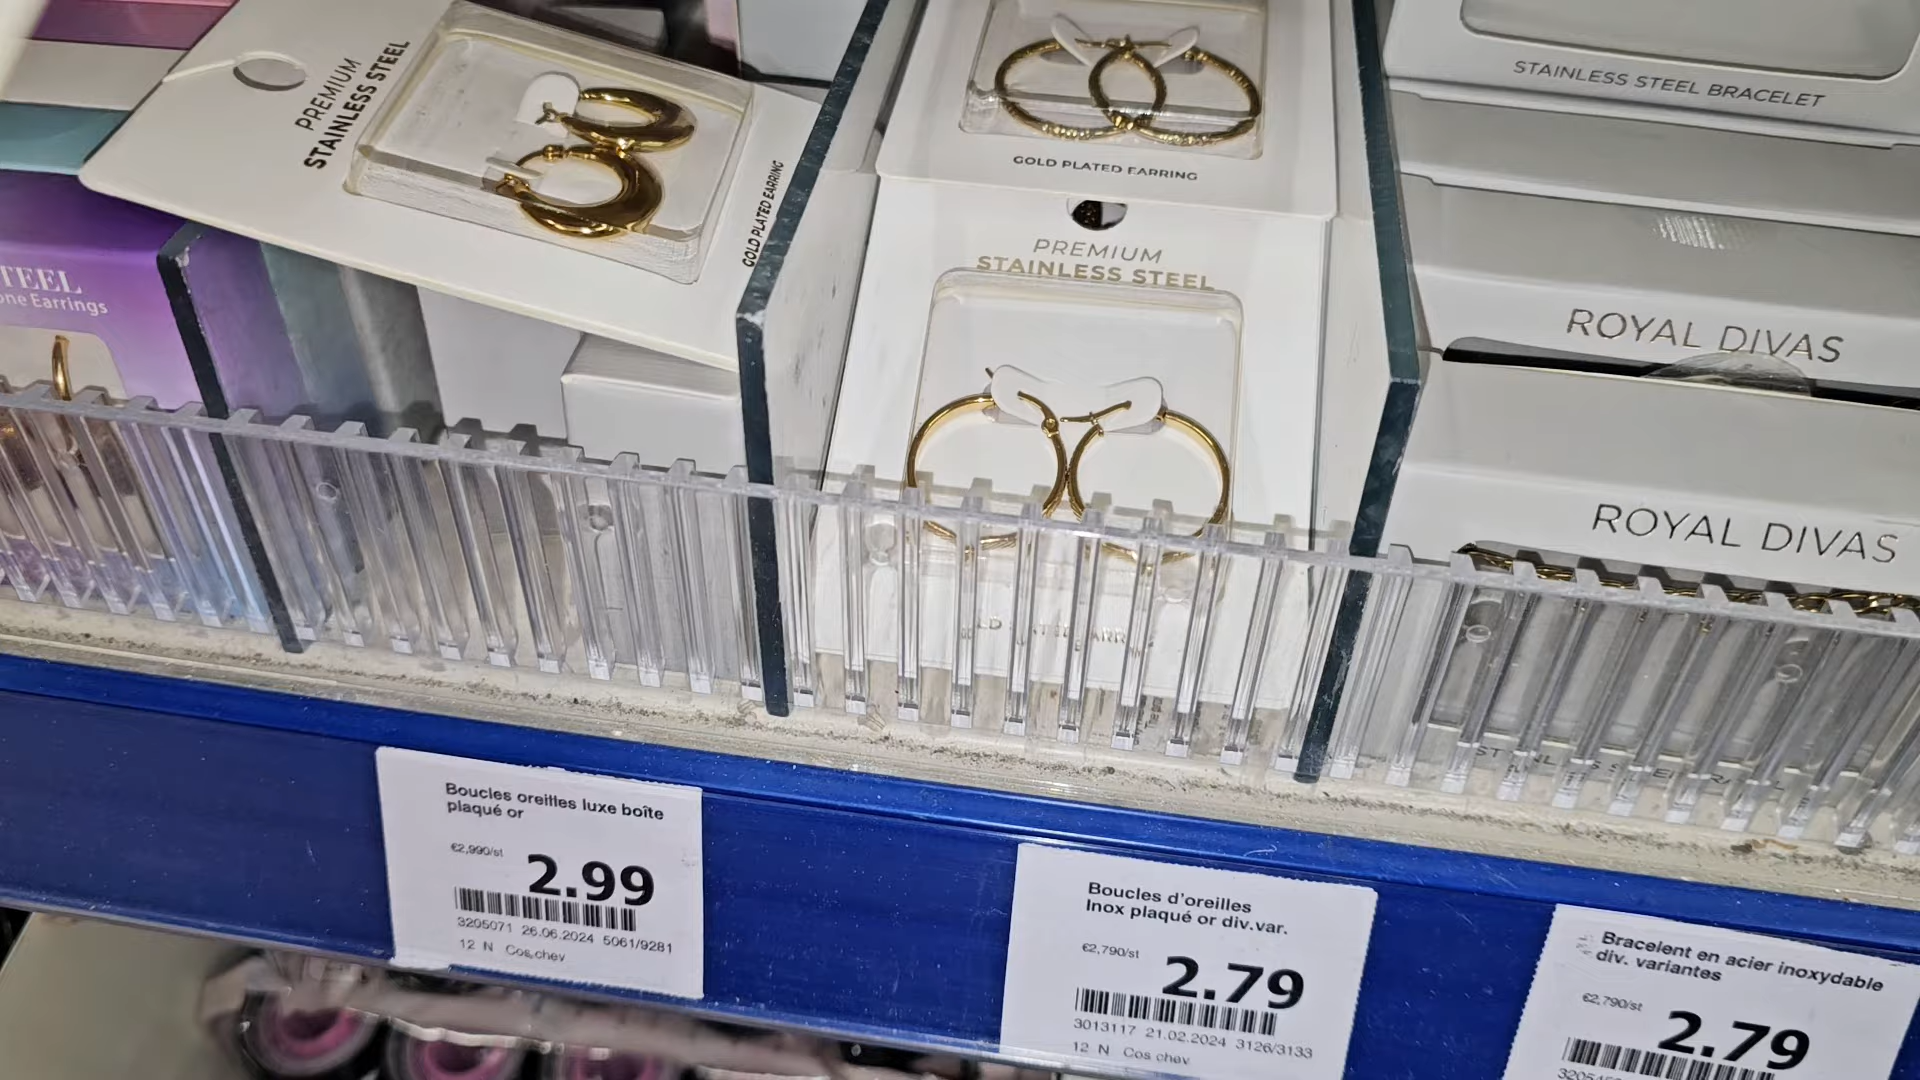 PREMIUM
STAINLESS STEEL
GOLD PLATED EARRING
GOLD PLATED EARRING
PREMIUM
STAINLESS STEEL
STAINLESS STEEL BRACELET
ROYAL DIVAS
ROYAL DIVAS
TEEL
one Earrings
Boucles oreilles luxe boîte
plaqué or
€2,990/st
2.99
3205071 26.06.2024 5061/9281
12 N Cos,chev
Boucles d'oreilles
Inox plaqué or div.var.
€2,790/st
2.79
3013117 21.02.2024 3126/3133
12 N Cos chev
Bracelent en acier inoxydable
div. variantes
€2,790/st
2.79